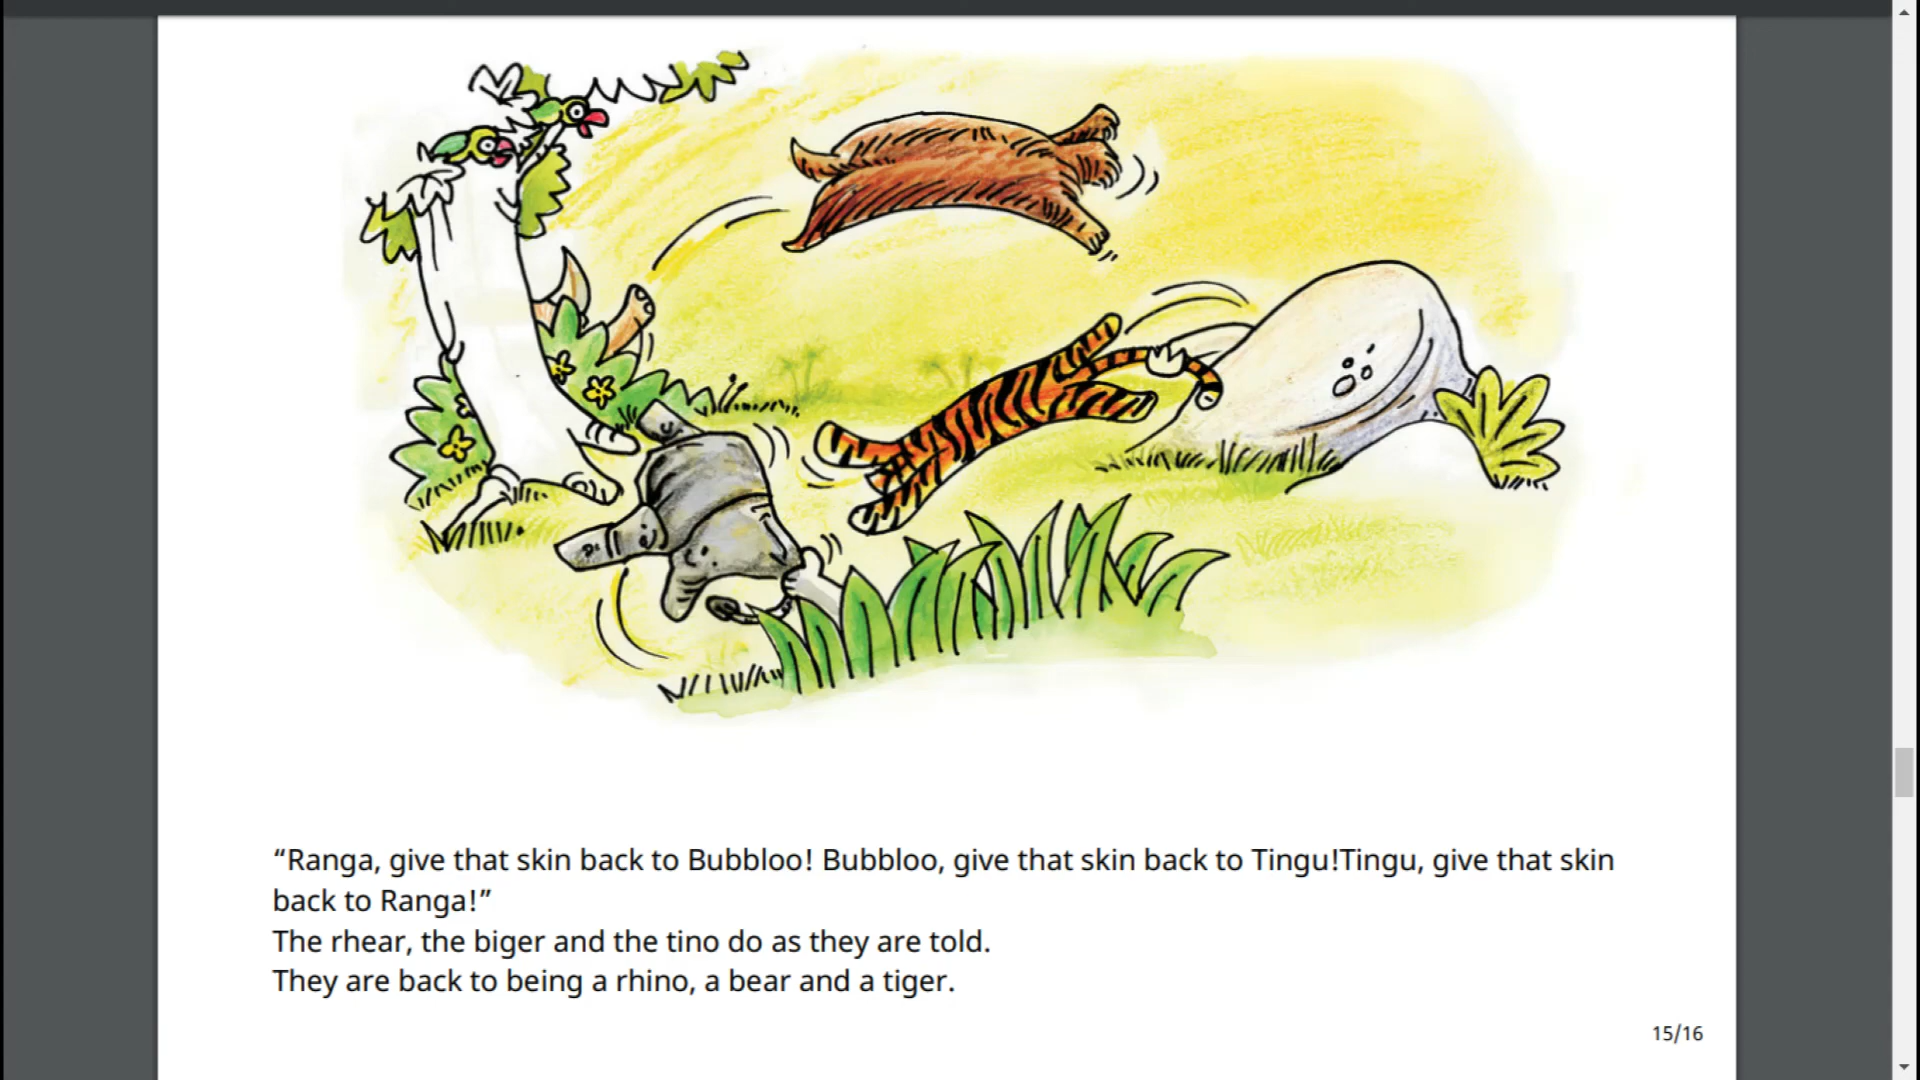 “Ranga, give that skin back to Bubbloo! Bubbloo, give that skin back to Tingu!Tingu, give that skin
back to Ranga!”
The rhear, the biger and the tino do as they are told.
They are back to being a rhino, a bear and a tiger.
15/16